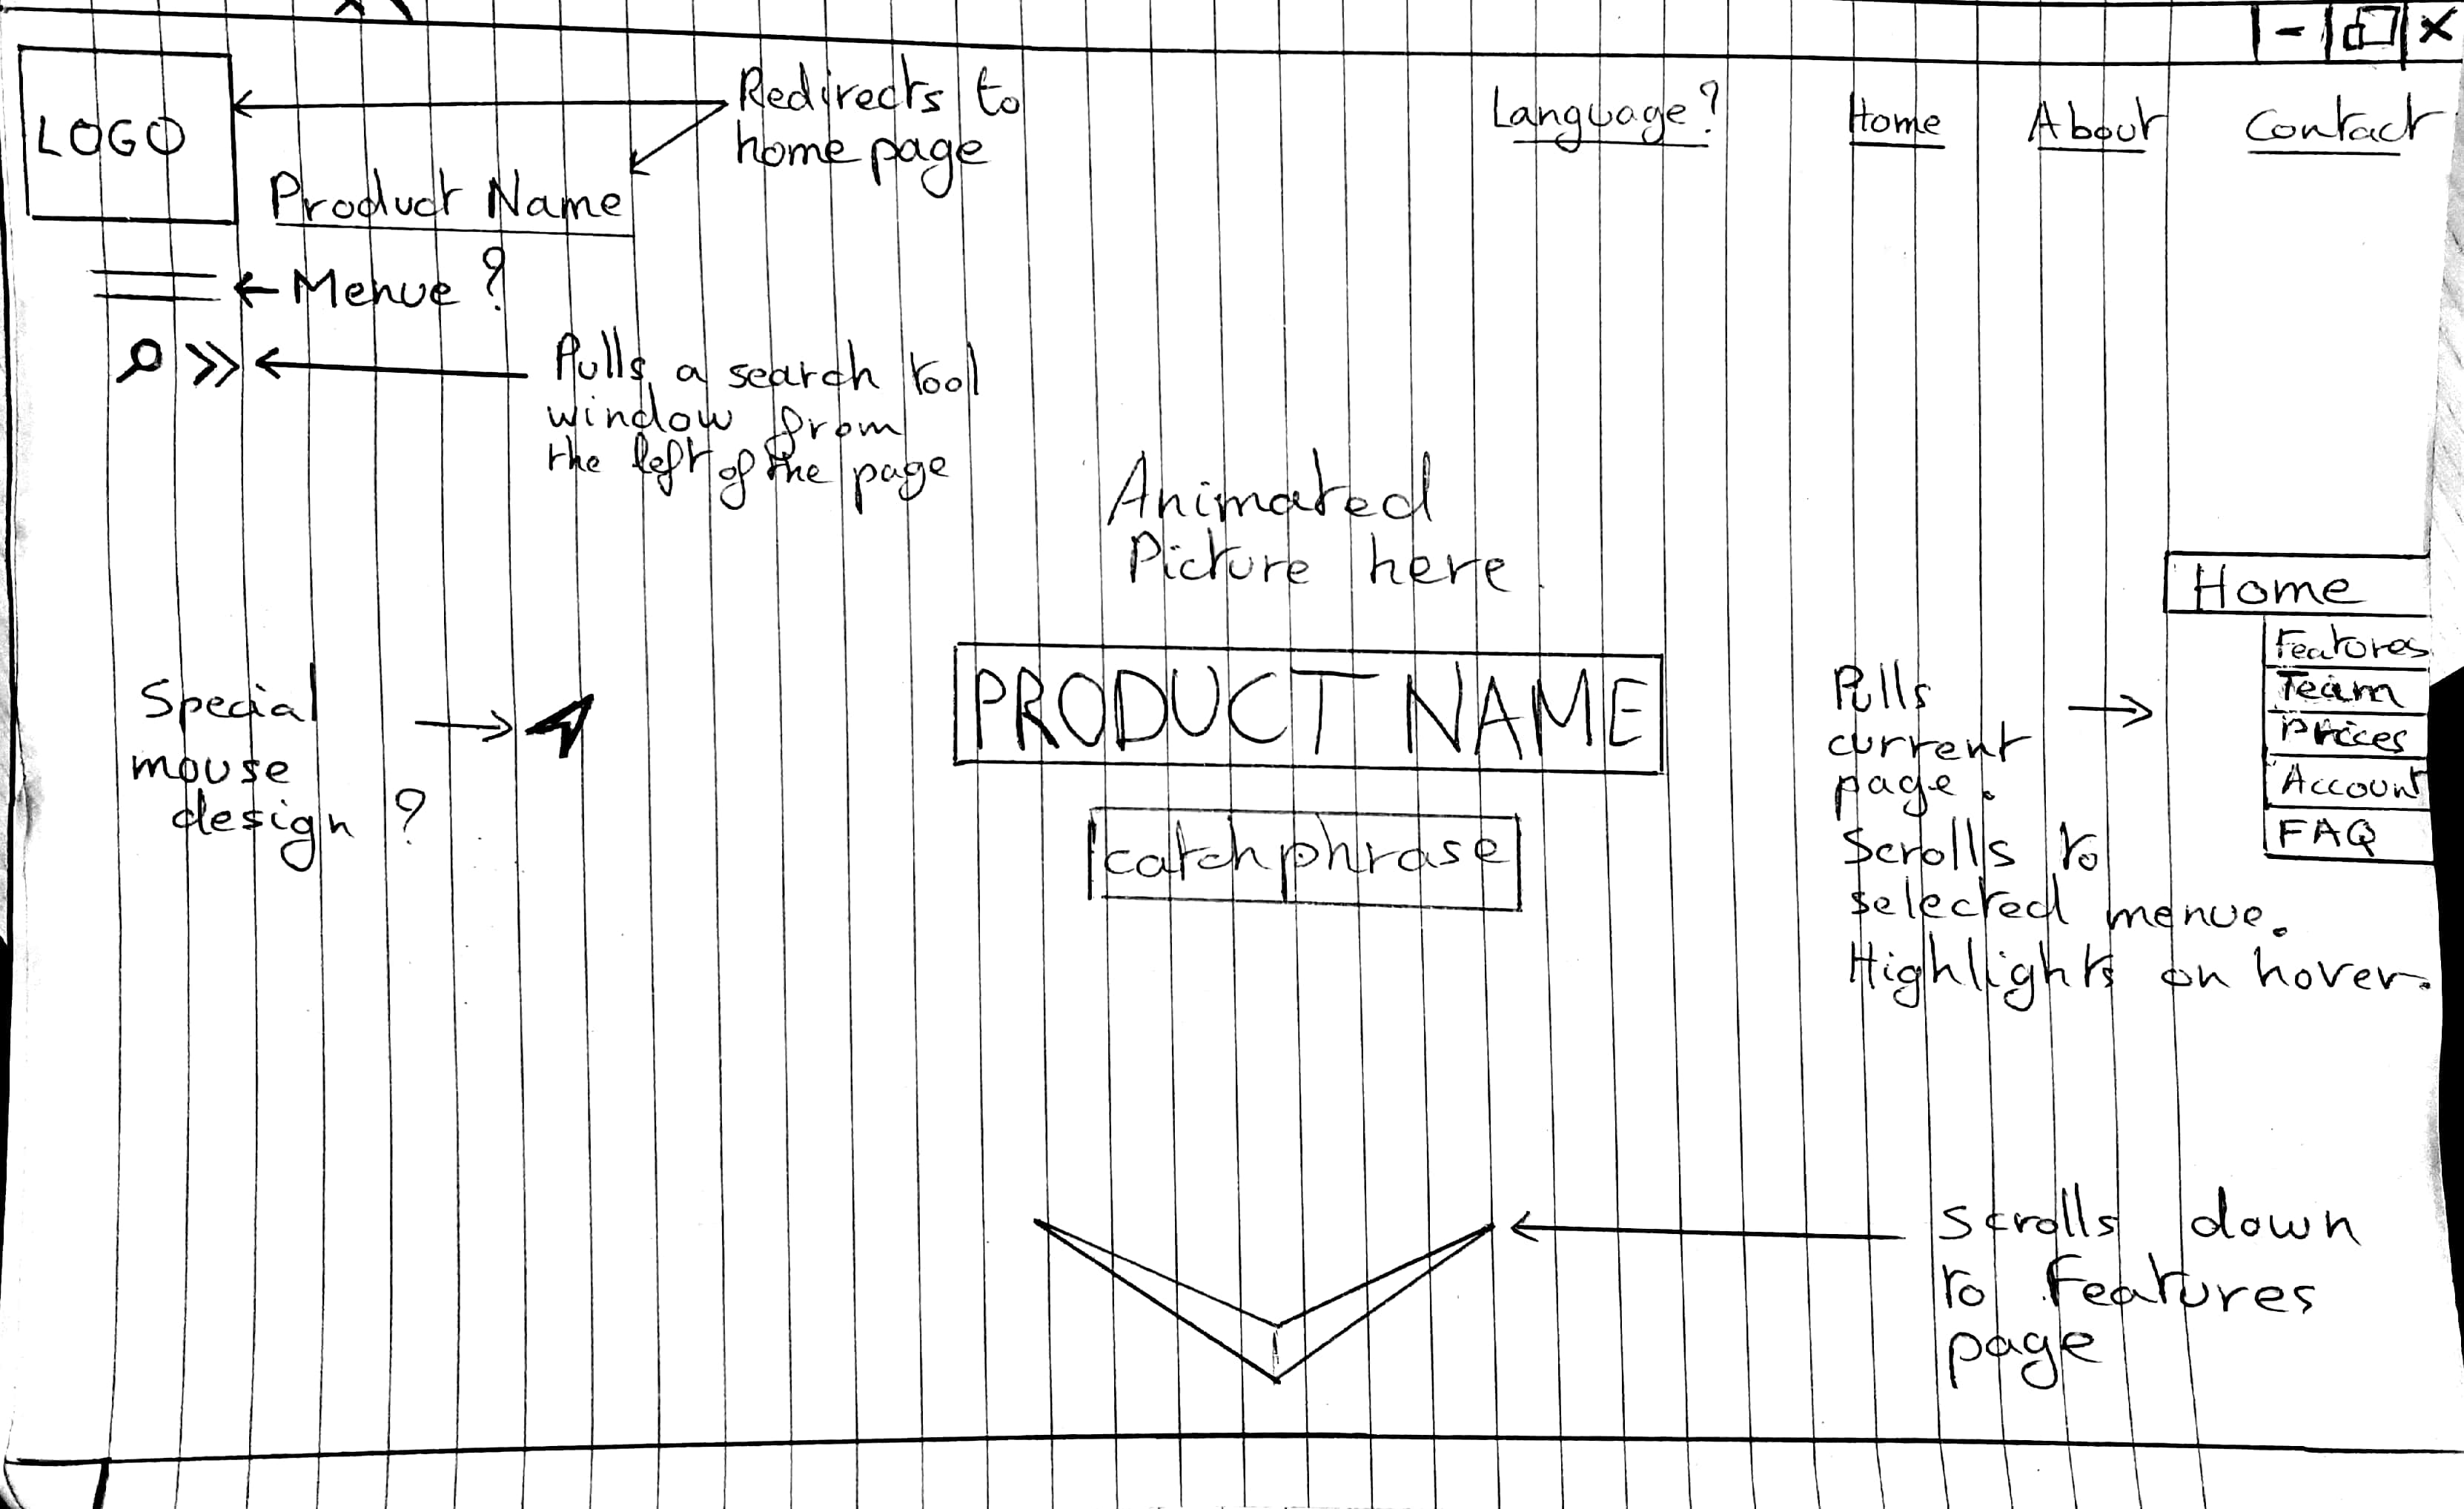 LOGO
Redirects to
home page
Product Name
Language?
Home
About
Contact
← Menue ?
Pulls a search tool
window from
the left of the page
Animated
Picture here
Home
Features
Team
Prices
Account
FAQ
Special
mouse
design ?
PRODUCT NAME
catchphrase
Pulls
current
page.
Scrolls to
selected menue.
Highlights on hover.
Scrolls down
to Features
page